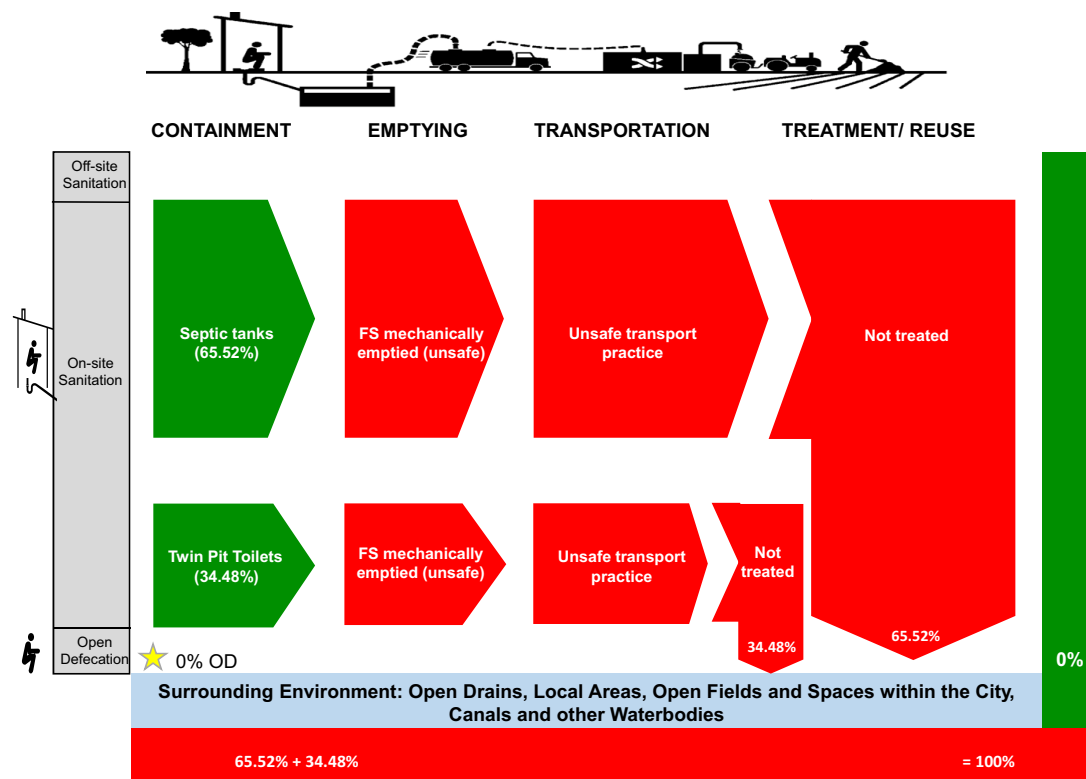 CONTAINMENT
EMPTYING
TRANSPORTATION
TREATMENT/ REUSE
Off-site
Sanitation
On-site
Sanitation
Open
Defecation
Septic tanks
(65.52%)
FS mechanically
emptied (unsafe)
Unsafe transport
practice
Not treated
Twin Pit Toilets
(34.48%)
FS mechanically
emptied (unsafe)
Unsafe transport
practice
Not
treated
34.48%
65.52%
0% OD
0%
Surrounding Environment: Open Drains, Local Areas, Open Fields and Spaces within the City,
Canals and other Waterbodies
65.52% + 34.48%
= 100%